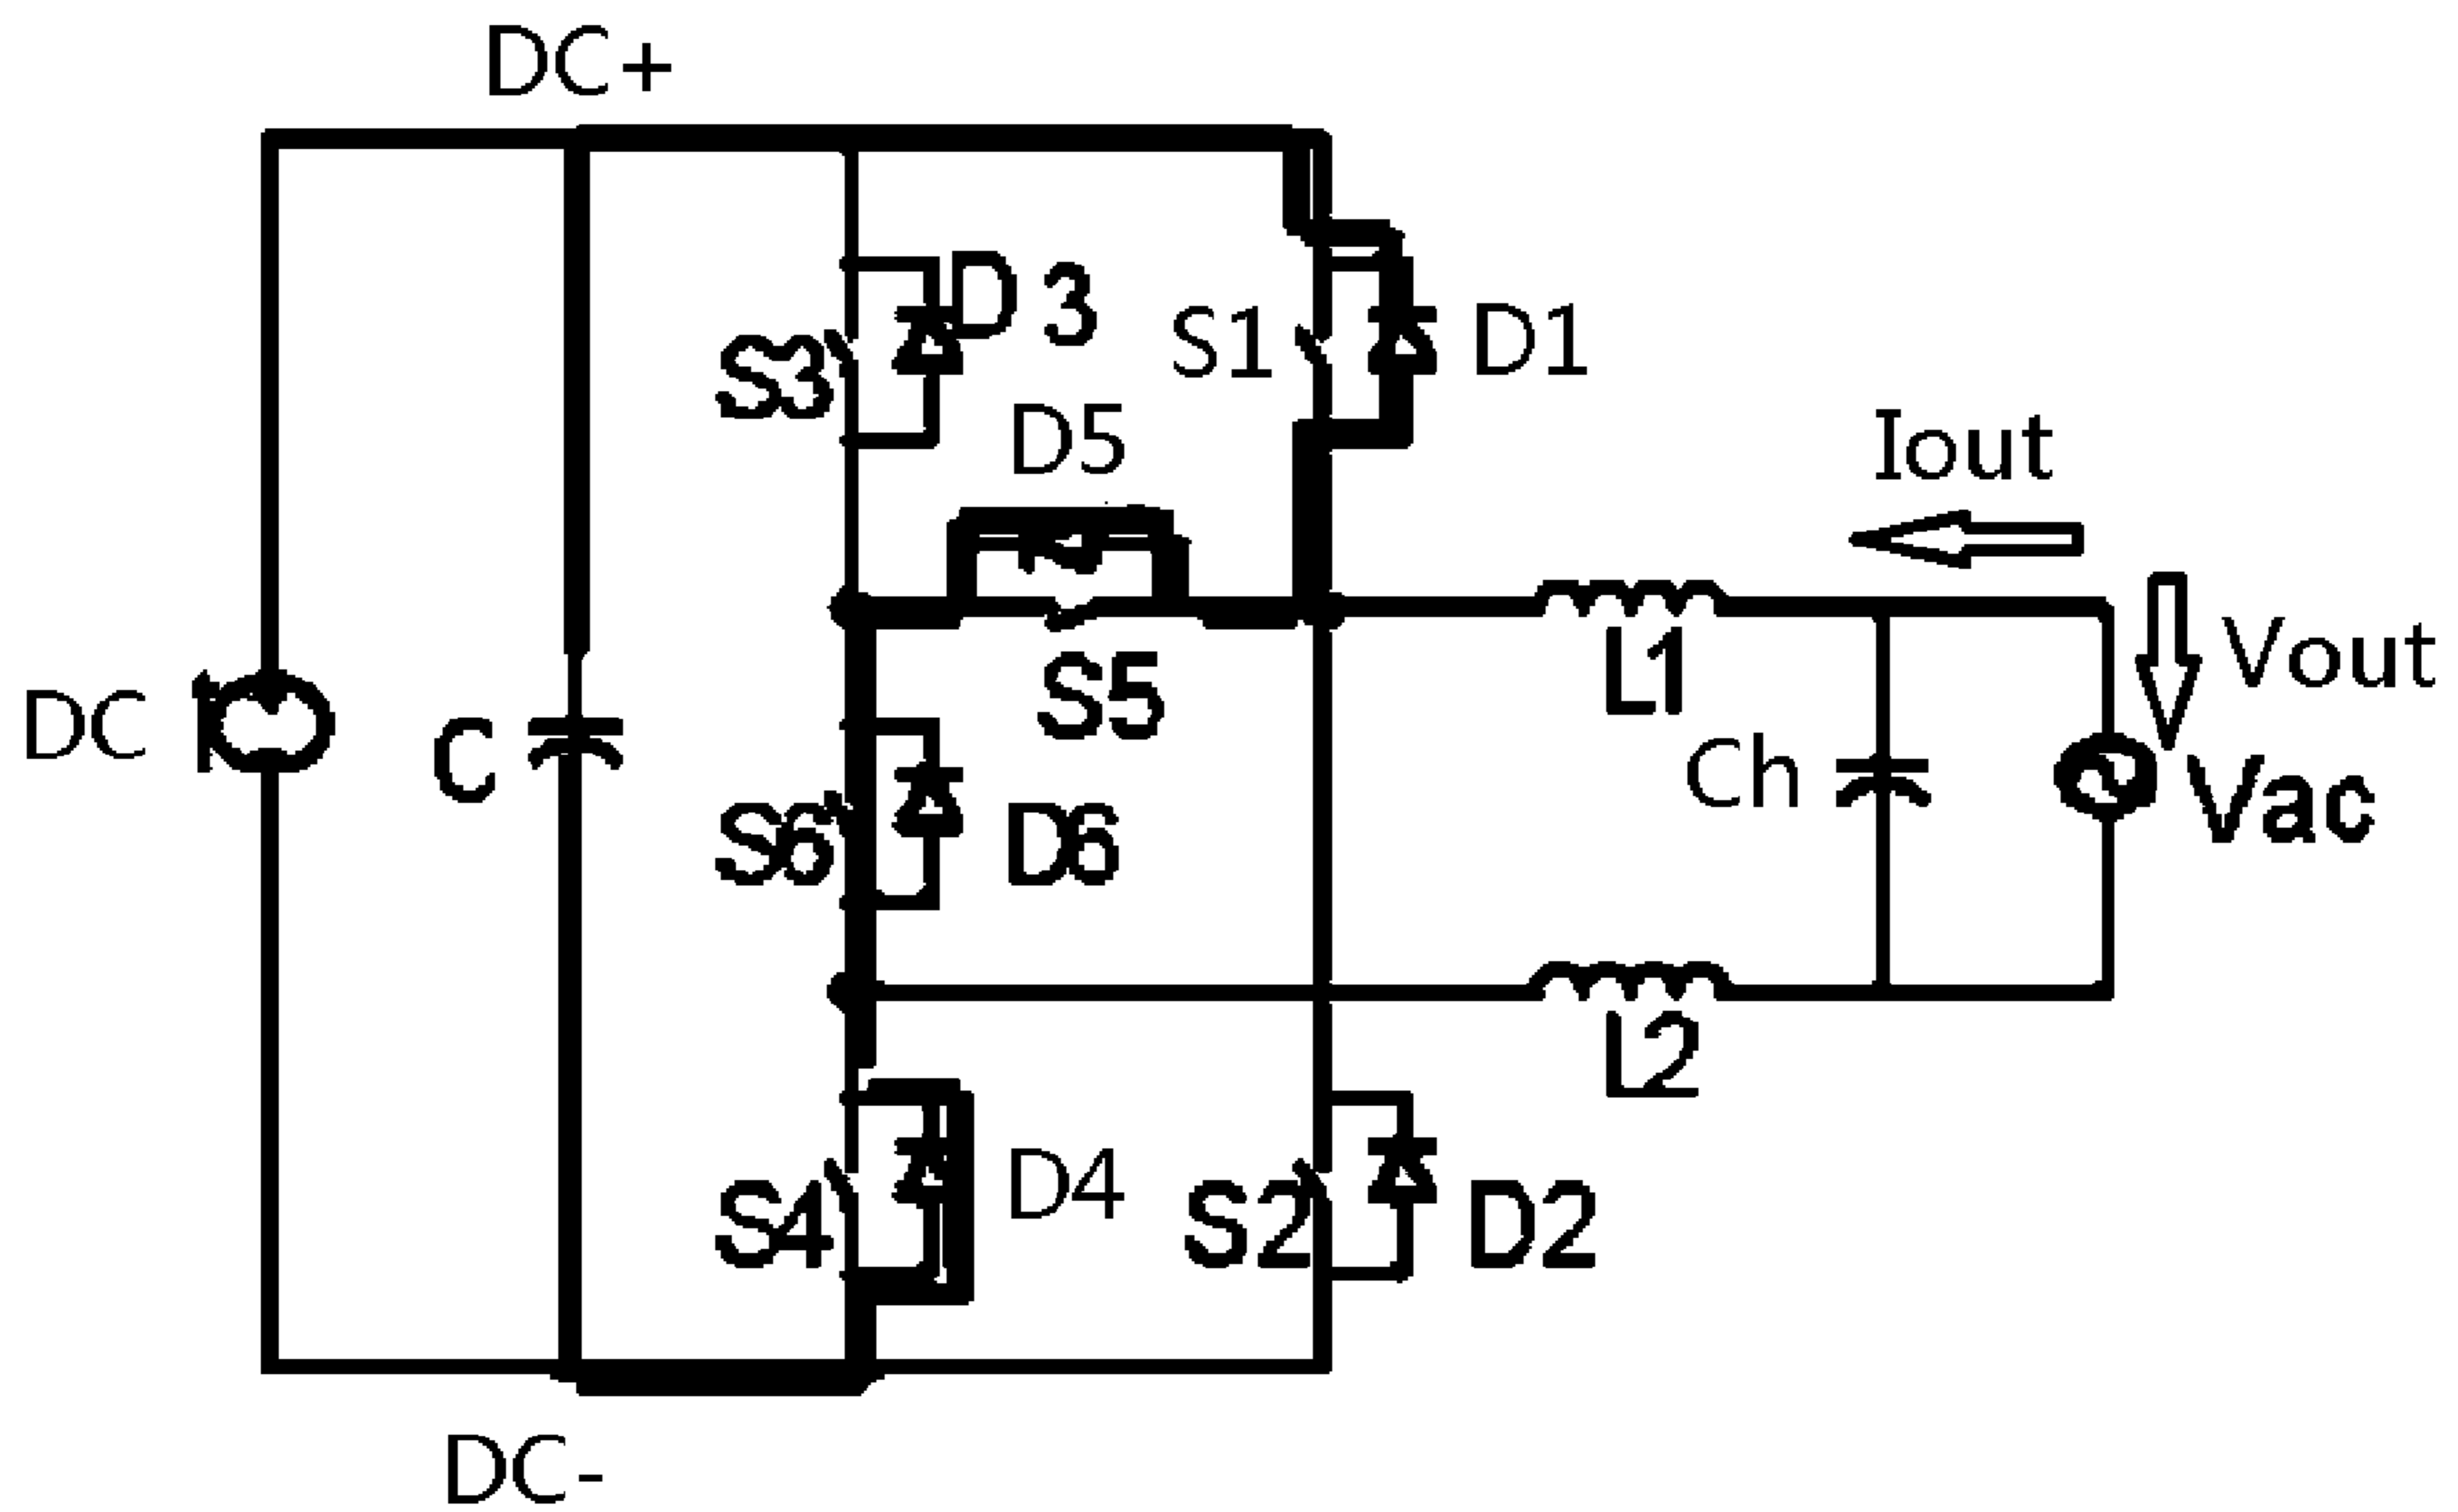 DC+
D3
S3
S1
D1
D5
Iout
S5
L1
Vout
DC
C
S6
D6
Ch
Vac
L2
S4
D4
S2
D2
DC-